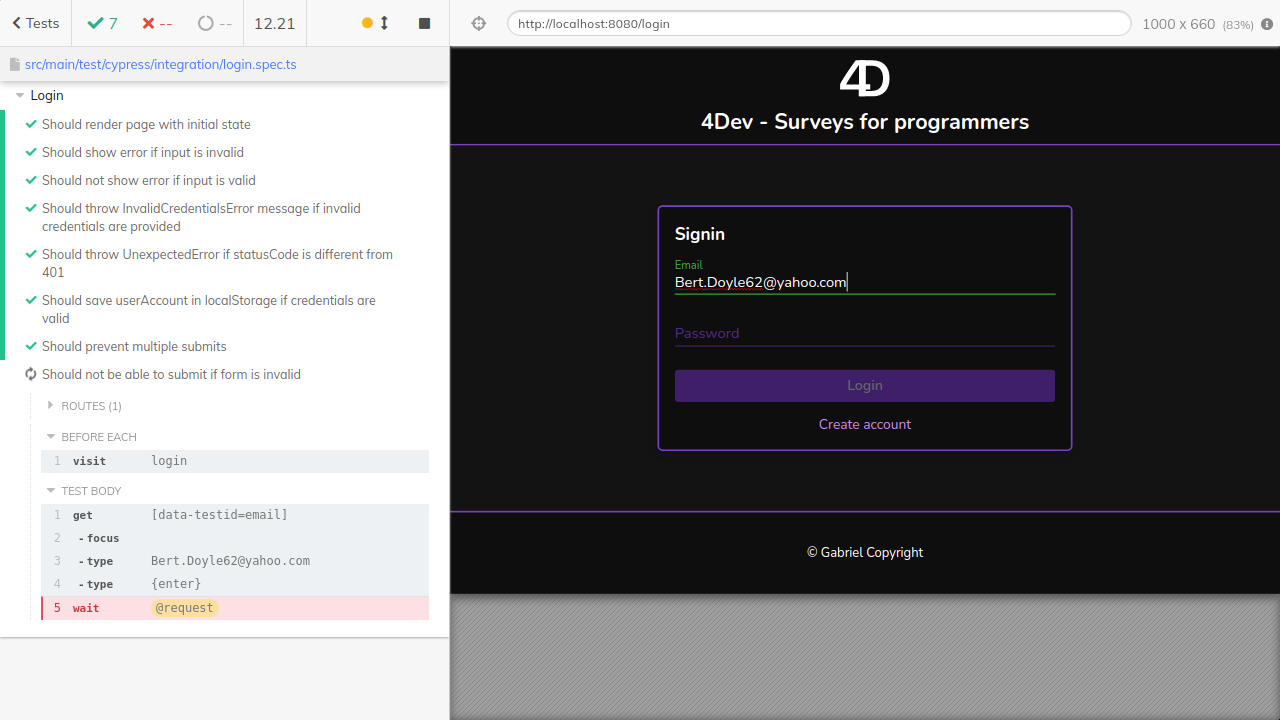 Tests
7
--
--
12.21
http://localhost:8080/login
1000 x 660 (83%)
src/main/test/cypress/integration/login.spec.ts
Login
Should render page with initial state
Should show error if input is invalid
Should not show error if input is valid
Should throw InvalidCredentialsError message if invalid
credentials are provided
Should throw UnexpectedError if statusCode is different from
401
Should save userAccount in localStorage if credentials are
valid
Should prevent multiple submits
Should not be able to submit if form is invalid
ROUTES (1)
BEFORE EACH
1 visit login
TEST BODY
1 get [data-testid=email]
2 -focus
3 -type Bert.Doyle62@yahoo.com
4 -type {enter}
5 wait @request
4D
4Dev - Surveys for programmers
Signin
Email
Bert.Doyle62@yahoo.com
Password
Login
Create account
© Gabriel Copyright